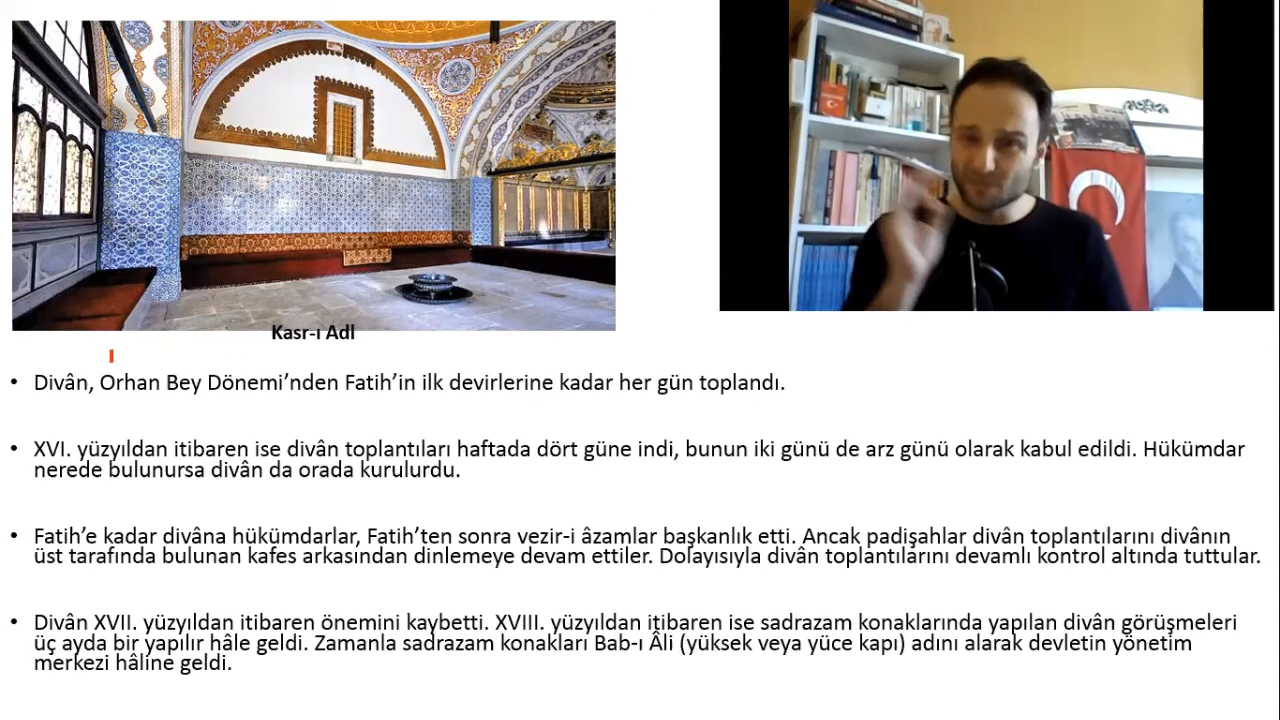 Kasr-ı Adl
• Divân, Orhan Bey Dönemi’nden Fatih’in ilk devirlerine kadar her gün toplandı.
• XVI. yüzyıldan itibaren ise divân toplantıları haftada dört güne indi, bunun iki günü de arz günü olarak kabul edildi. Hükümdar
nerede bulunursa divân da orada kurulurdu.
• Fatih’e kadar divâna hükümdarlar, Fatih’ten sonra vezir-i âzamlar başkanlık etti. Ancak padişahlar divân toplantılarını divânın
üst tarafında bulunan kafes arkasından dinlemeye devam ettiler. Dolayısıyla divân toplantılarını devamlı kontrol altında tuttular.
• Divân XVII. yüzyıldan itibaren önemini kaybetti. XVIII. yüzyıldan itibaren ise sadrazam konaklarında yapılan divân görüşmeleri
üç ayda bir yapılır hâle geldi. Zamanla sadrazam konakları Bab-ı Âli (yüksek veya yüce kapı) adını alarak devletin yönetim
merkezi hâline geldi.